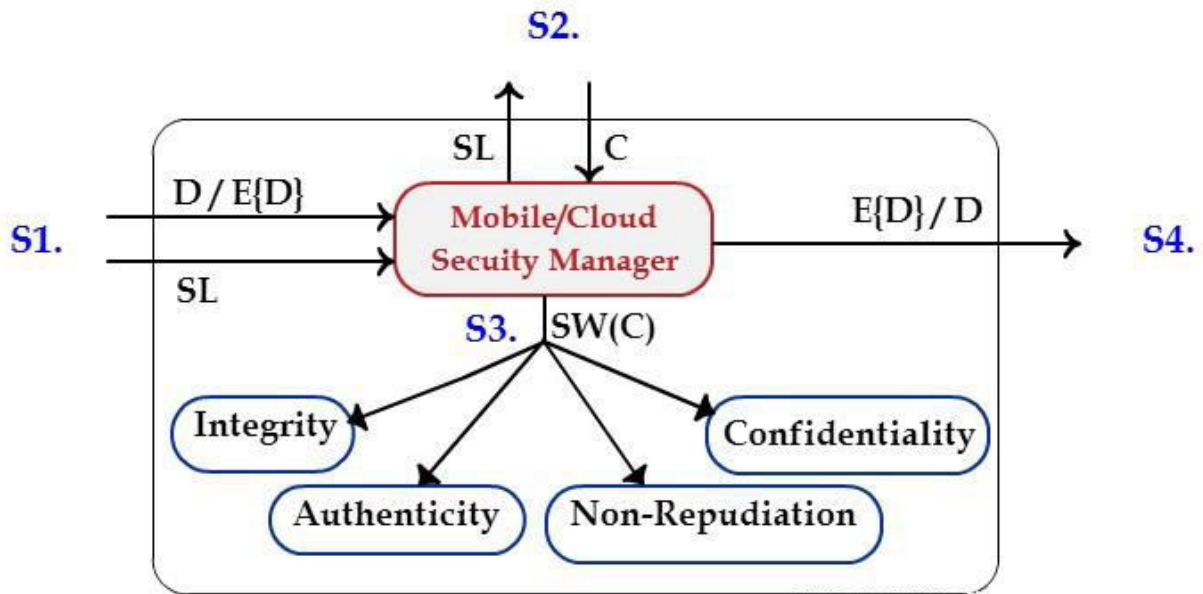 S2.
SL
C
D / E{D}
E{D} / D
Mobile/Cloud
Secuity Manager
S1.
S4.
SL
S3.
SW(C)
Integrity
Confidentiality
Authenticity
Non-Repudiation